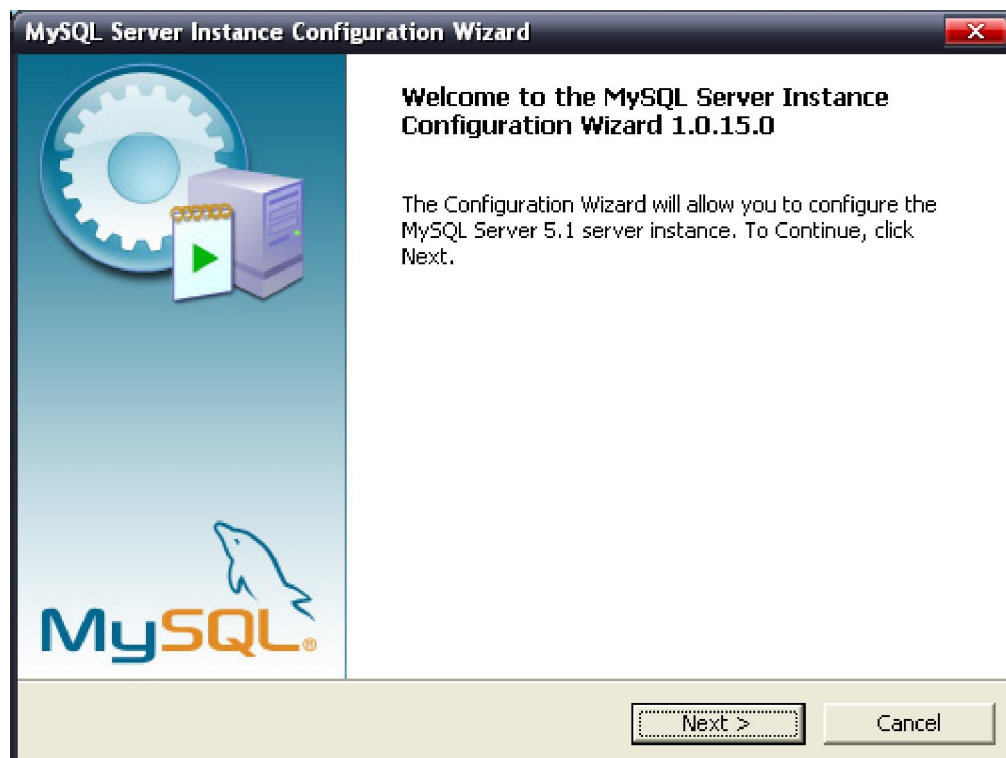 MySQL Server Instance Configuration Wizard
Welcome to the MySQL Server Instance
Configuration Wizard 1.0.15.0
The Configuration Wizard will allow you to configure the
MySQL Server 5.1 server instance. To Continue, click
Next.
MySQL®
Next >
Cancel